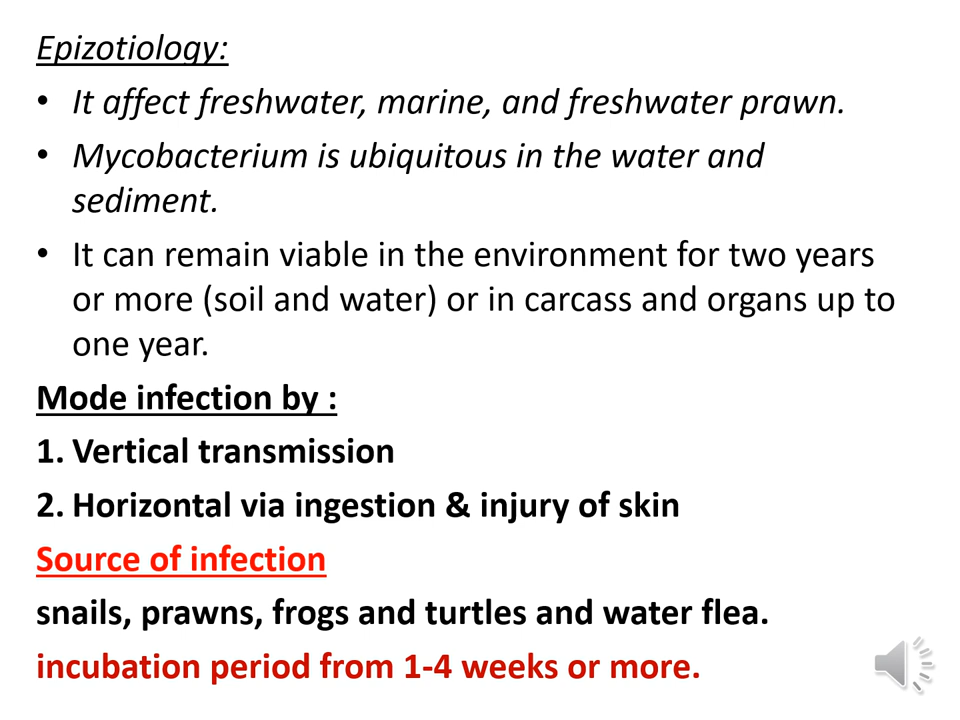 Epizotiology:
• It affect freshwater, marine, and freshwater prawn.
• Mycobacterium is ubiquitous in the water and
sediment.
• It can remain viable in the environment for two years
or more (soil and water) or in carcass and organs up to
one year.
Mode infection by :
1. Vertical transmission
2. Horizontal via ingestion & injury of skin
Source of infection
snails, prawns, frogs and turtles and water flea.
incubation period from 1-4 weeks or more.